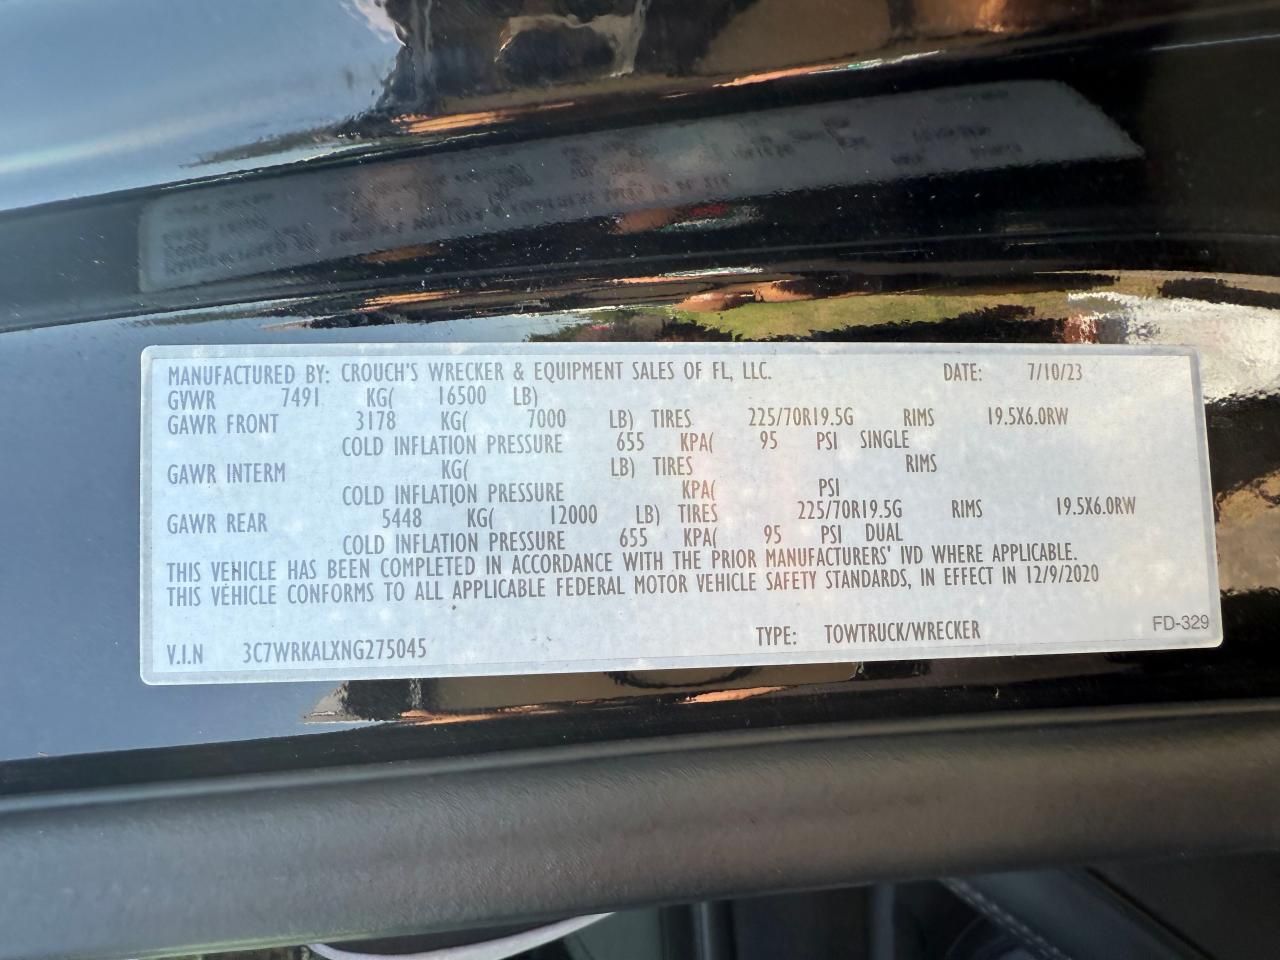 MANUFACTURED BY: CROUCH'S WRECKER & EQUIPMENT SALES OF FL, LLC. DATE: 7/10/23
GVWR 7491 KG( 16500 LB)
GAWR FRONT 3178 KG( 7000 LB) TIRES 225/70R19.5G RIMS 19.5X6.0RW
COLD INFLATION PRESSURE 655 KPA( 95 PSI SINGLE
GAWR INTERM KG( LB) TIRES RIMS
COLD INFLATION PRESSURE KPA( PSI
GAWR REAR 5448 KG( 12000 LB) TIRES 225/70R19.5G RIMS 19.5X6.0RW
COLD INFLATION PRESSURE 655 KPA( 95 PSI DUAL
THIS VEHICLE HAS BEEN COMPLETED IN ACCORDANCE WITH THE PRIOR MANUFACTURERS' IVD WHERE APPLICABLE.
THIS VEHICLE CONFORMS TO ALL APPLICABLE FEDERAL MOTOR VEHICLE SAFETY STANDARDS, IN EFFECT IN 12/9/2020
V.I.N 3C7WRKALXNG275045 TYPE: TOWTRUCK/WRECKER FD-329